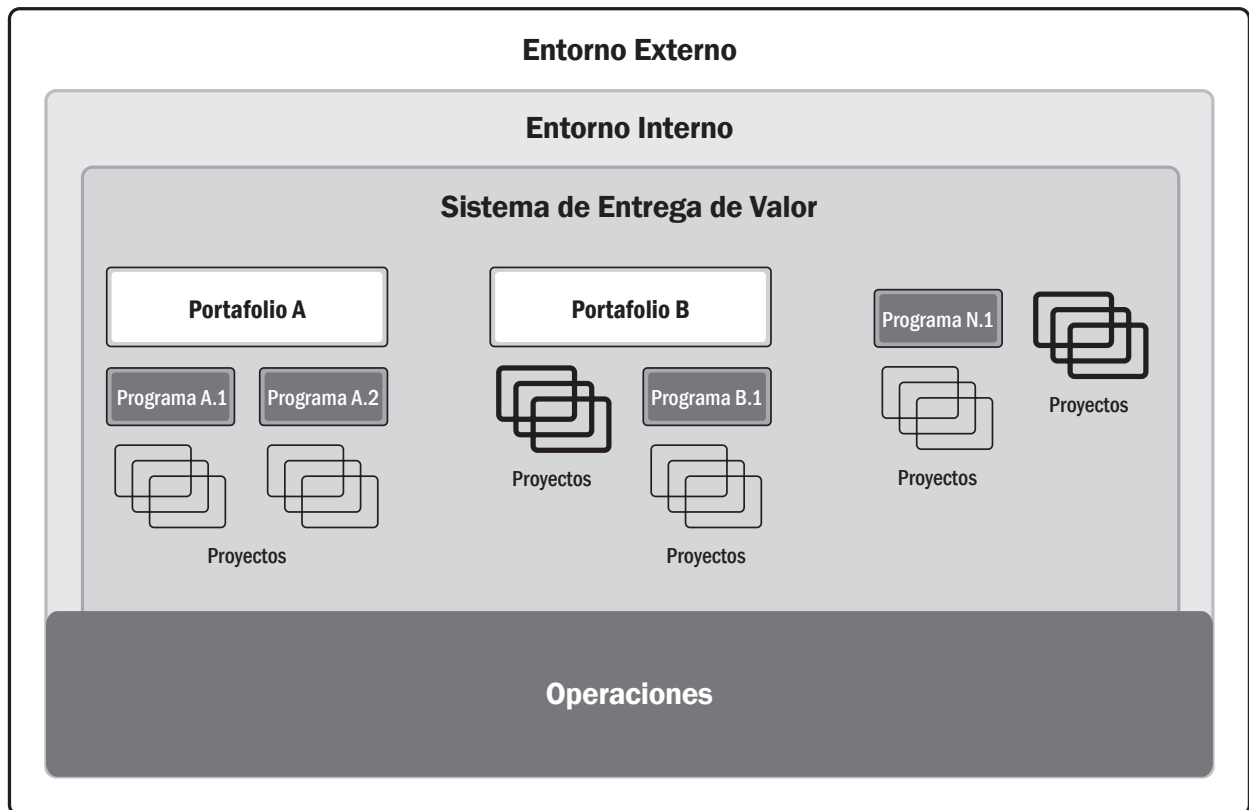 Entorno Externo
Entorno Interno
Sistema de Entrega de Valor
Portafolio A
Portafolio B
Programa N.1
Proyectos
Programa A.1
Programa A.2
Programa B.1
Proyectos
Proyectos
Proyectos
Proyectos
Operaciones